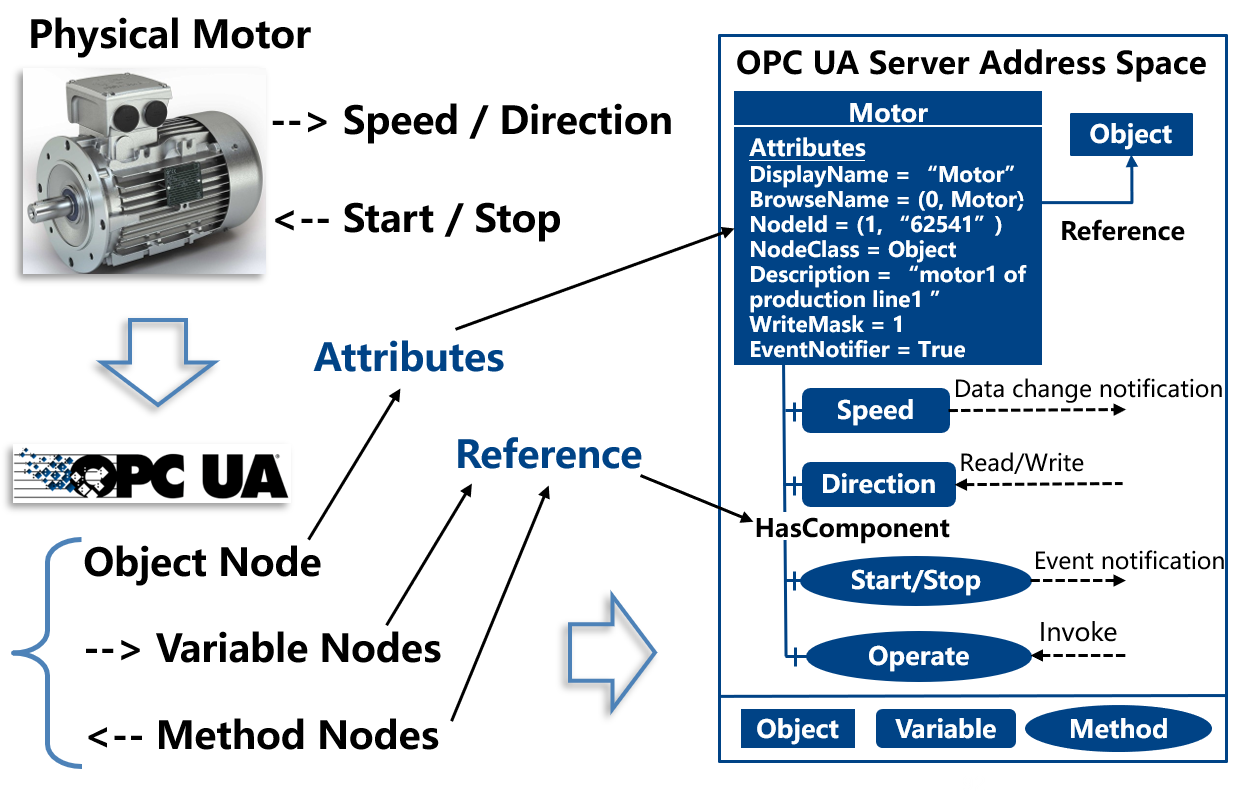 Physical Motor
--> Speed / Direction
<-- Start / Stop
Attributes
Reference
OPC UA
Object Node
--> Variable Nodes
<-- Method Nodes
OPC UA Server Address Space
Motor
Attributes
DisplayName = “Motor”
BrowseName = (0, Motor)
NodeId = (1, “62541” )
NodeClass = Object
Description = “motor1 of
production line1 ”
WriteMask = 1
EventNotifier = True
Object
Reference
Speed
Data change notification
Direction
Read/Write
HasComponent
Start/Stop
Event notification
Operate
Invoke
Object
Variable
Method